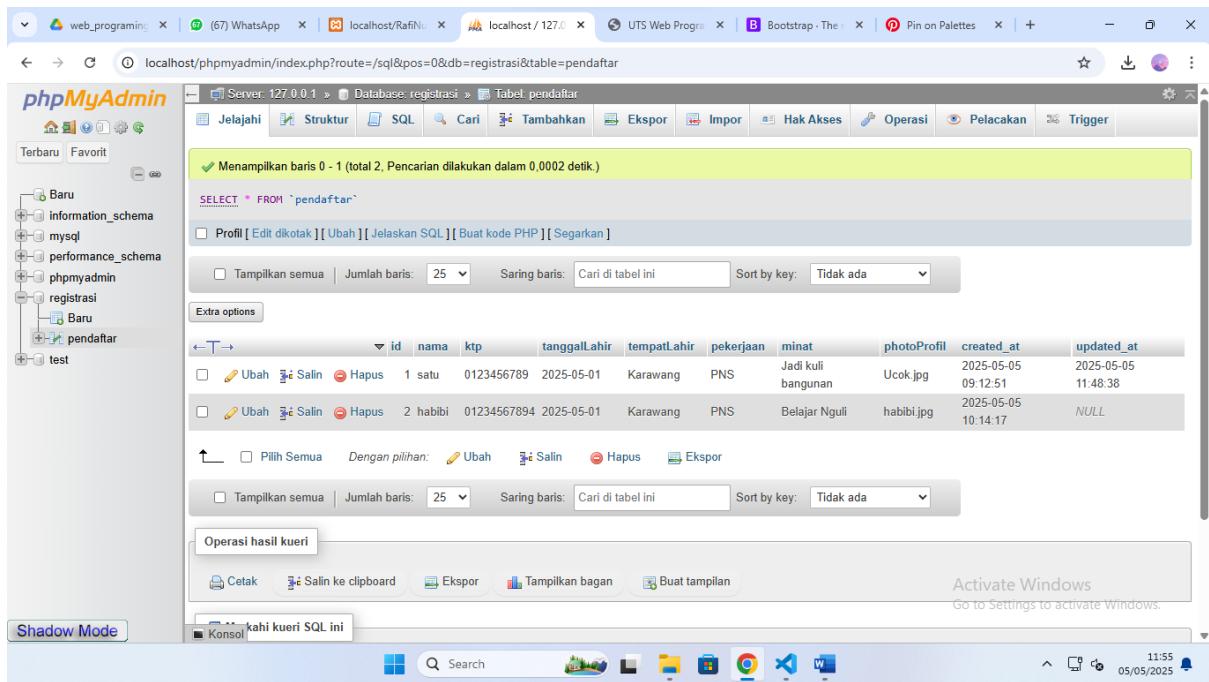 web_programing
(67) WhatsApp
localhost/RafiNu
localhost / 127.0
UTS Web Progra
Bootstrap · The
Pin on Palettes
localhost/phpmyadmin/index.php?route=/sql&pos=0&db=registrasi&table=pendaftar
phpMyAdmin
Terbaru Favorit
Baru
information_schema
mysql
performance_schema
phpmyadmin
registrasi
Baru
pendaftar
test
Server: 127.0.0.1 » Database: registrasi » Tabel: pendaftar
Jelajahi Struktur SQL Cari Tambahkan Ekspor Impor Hak Akses Operasi Pelacakan Trigger
Menampilkan baris 0 - 1 (total 2, Pencarian dilakukan dalam 0,0002 detik.)
SELECT * FROM `pendaftar`
Profil [ Edit dikotak ] [ Ubah ] [ Jelaskan SQL ] [ Buat kode PHP ] [ Segarkan ]
Tampilkan semua | Jumlah baris: 25 Saring baris: Cari di tabel ini Sort by key: Tidak ada
Extra options
←T→ id nama ktp tanggalLahir tempatLahir pekerjaan minat photoProfil created_at updated_at
Ubah Salin Hapus 1 satu 0123456789 2025-05-01 Karawang PNS Jadi kuli bangunan Ucok.jpg 2025-05-05 09:12:51 2025-05-05 11:48:38
Ubah Salin Hapus 2 habibi 01234567894 2025-05-01 Karawang PNS Belajar Nguli habibi.jpg 2025-05-05 10:14:17 NULL
Pilih Semua Dengan pilihan: Ubah Salin Hapus Ekspor
Tampilkan semua | Jumlah baris: 25 Saring baris: Cari di tabel ini Sort by key: Tidak ada
Operasi hasil kueri
Cetak Salin ke clipboard Ekspor Tampilkan bagan Buat tampilan
Activate Windows
Go to Settings to activate Windows.
kueri SQL ini
Konsol
Shadow Mode
Search
11:55
05/05/2025